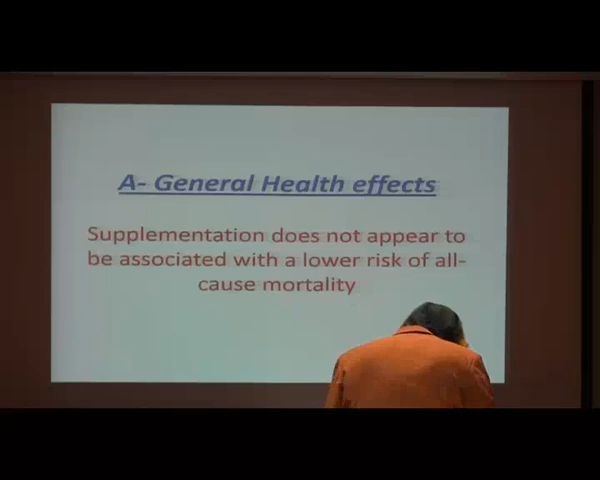 A- General Health effects
Supplementation does not appear to
be associated with a lower risk of all-
cause mortality